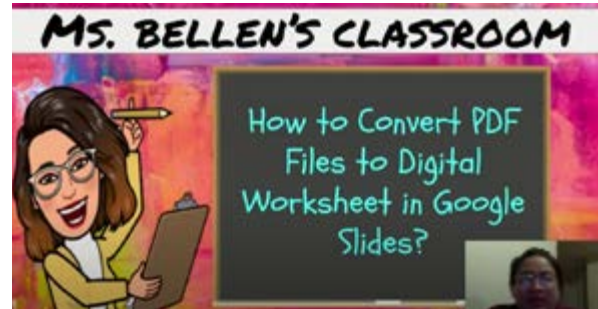 MS. BELLEN'S CLASSROOM
How to Convert PDF
Files to Digital
Worksheet in Google
Slides?